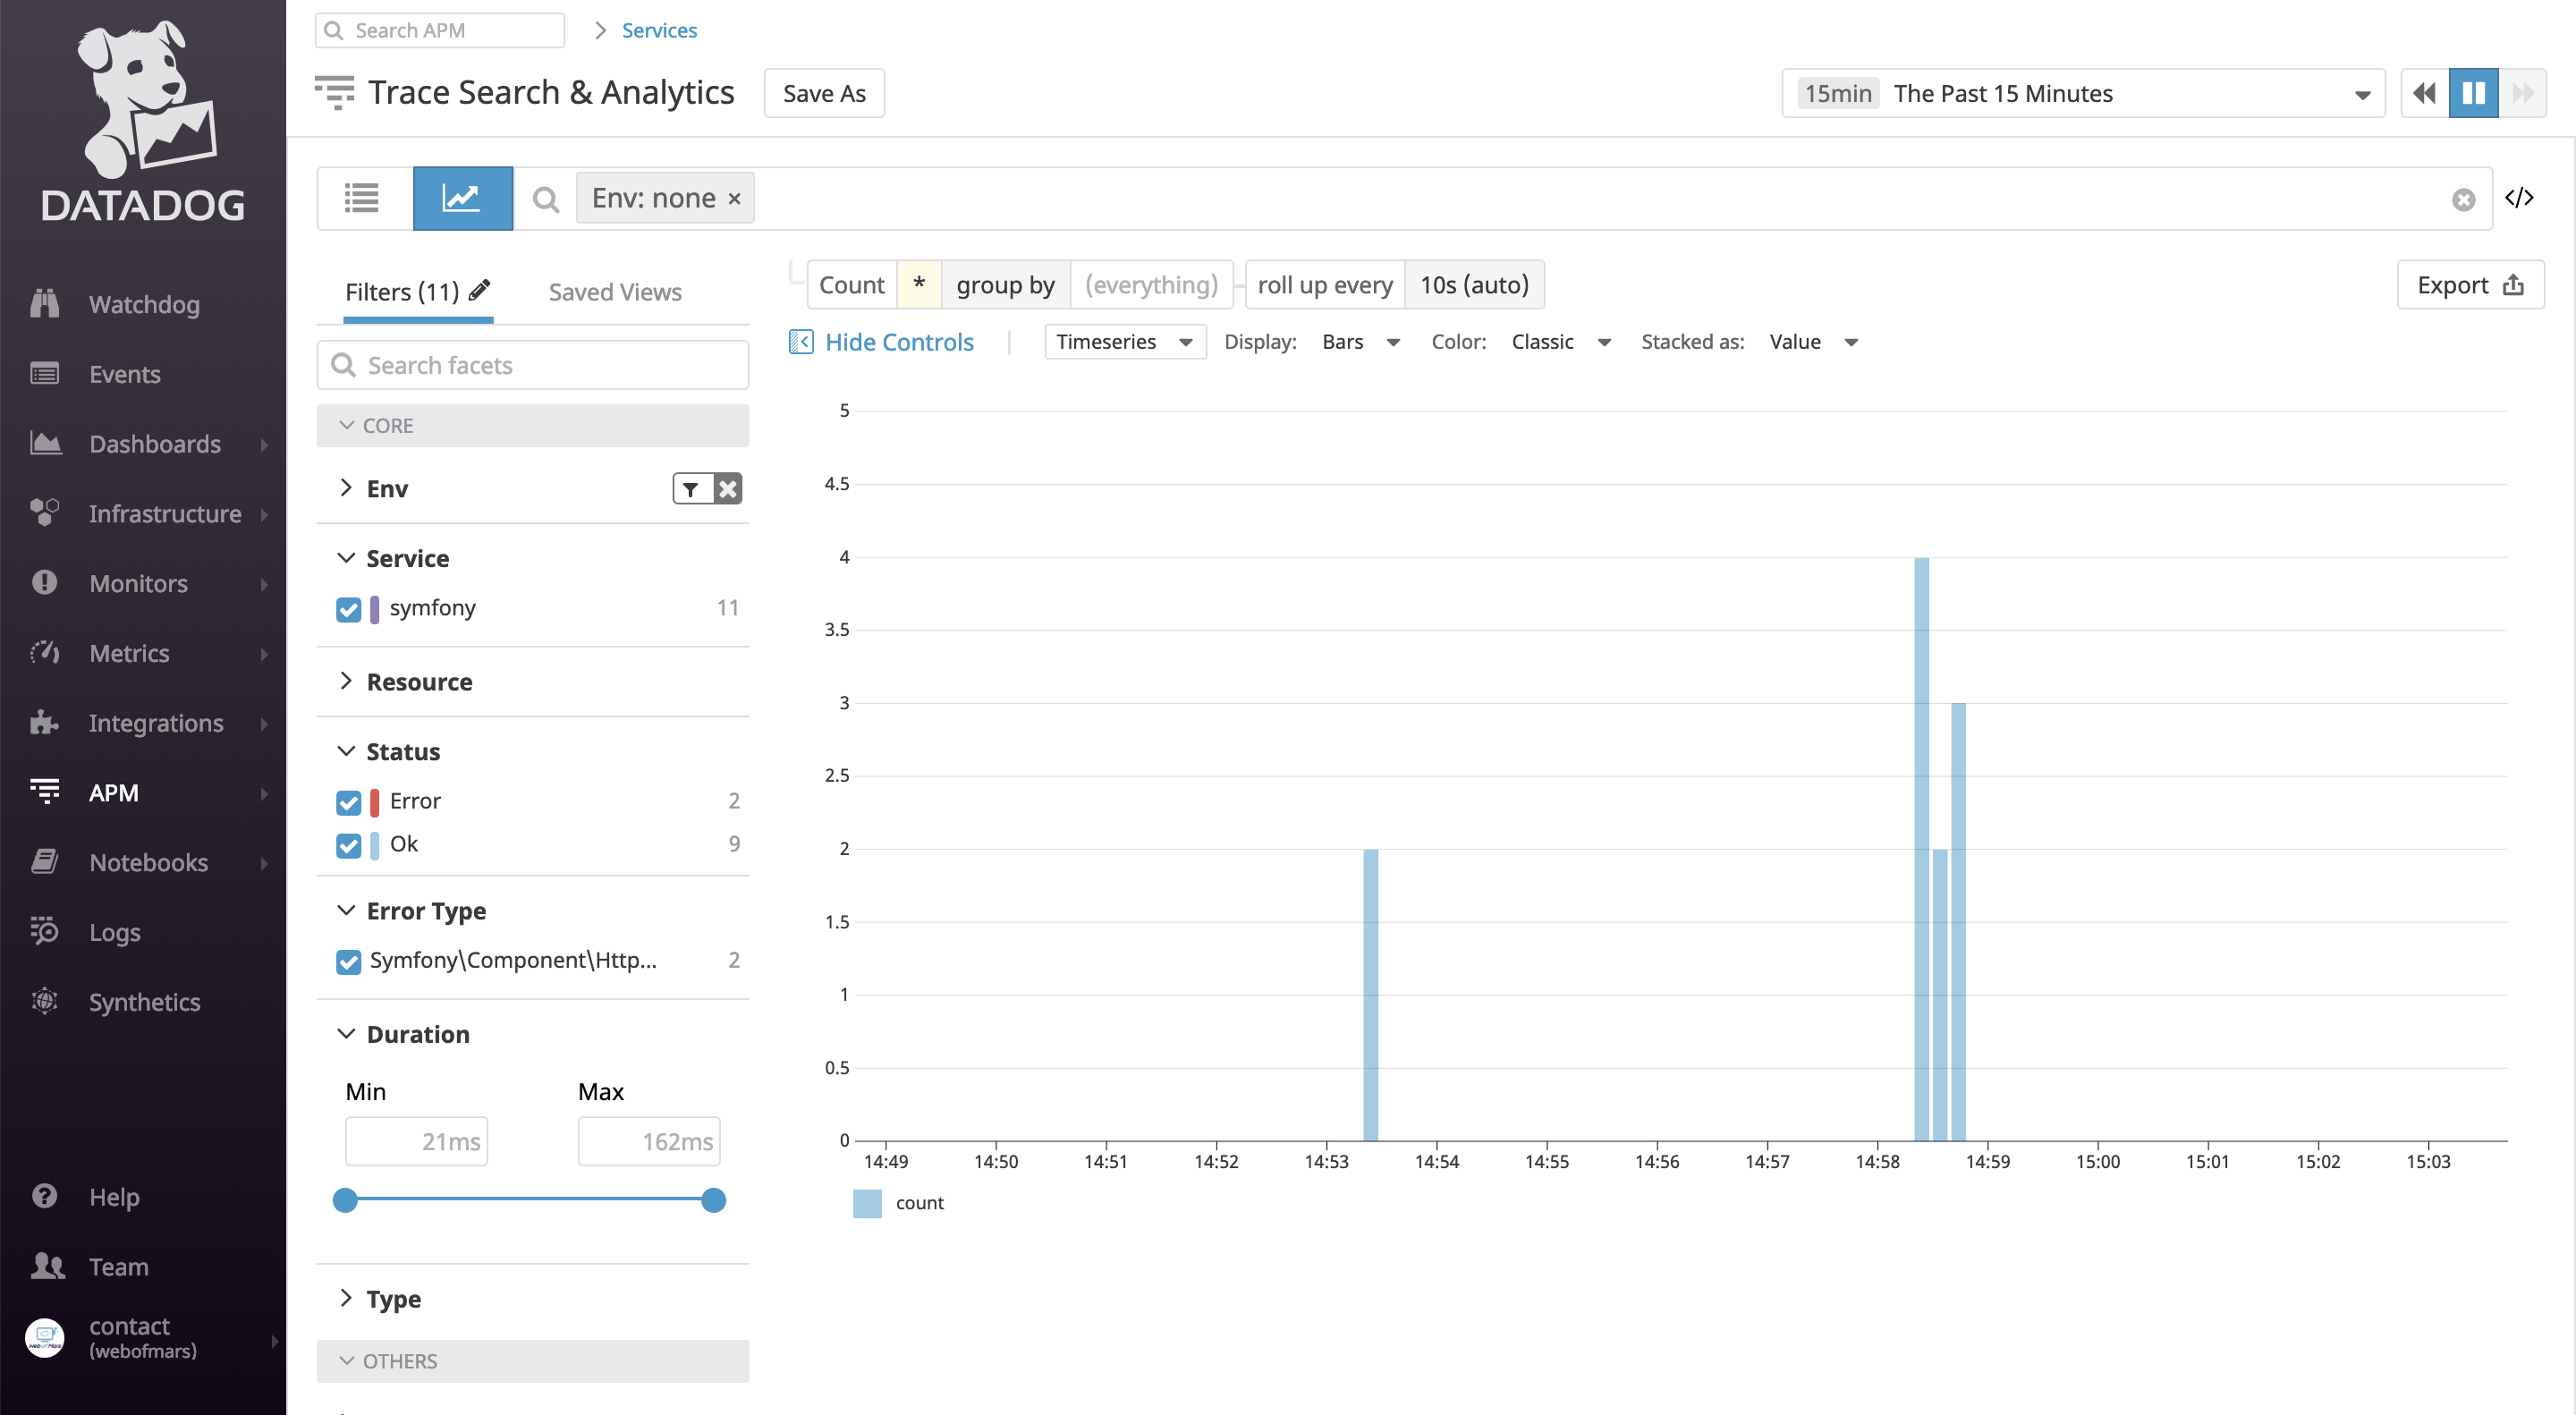 DATADOG
Watchdog
Events
Dashboards
Infrastructure
Monitors
Metrics
Integrations
APM
Notebooks
Logs
Synthetics
Help
Team
contact
(webofmars)
Search APM
Services
Trace Search & Analytics
Save As
15min The Past 15 Minutes
Env: none ×
</>
Filters (11)
Saved Views
Search facets
CORE
Env
Service
symfony 11
Resource
Status
Error 2
Ok 9
Error Type
Symfony\Component\Http... 2
Duration
Min Max
21ms 162ms
Type
OTHERS
Count * group by (everything) roll up every 10s (auto)
Export
Hide Controls
Timeseries Display: Bars Color: Classic Stacked as: Value
5
4.5
4
3.5
3
2.5
2
1.5
1
0.5
0
14:49 14:50 14:51 14:52 14:53 14:54 14:55 14:56 14:57 14:58 14:59 15:00 15:01 15:02 15:03
count